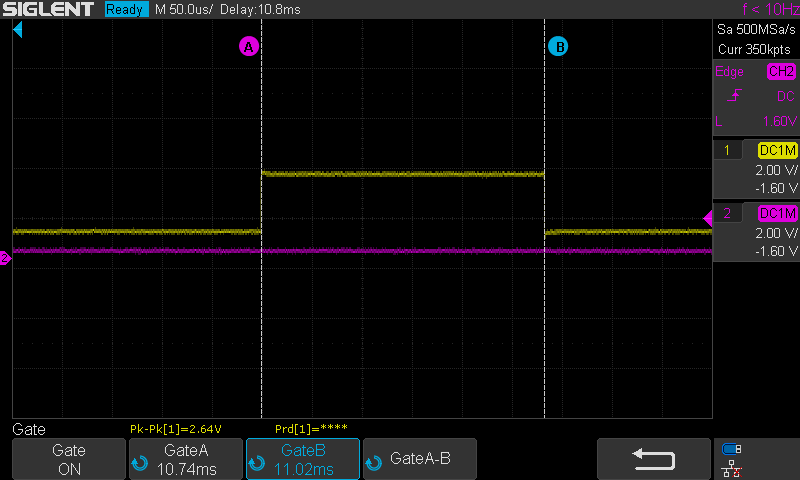 SIGLENT Ready M 50.0us/ Delay:10.8ms f < 10Hz
Sa 500MSa/s
Curr 350kpts
A B
Edge CH2
DC
L 1.60V
1 DC1M
2.00 V/
-1.60 V
2 DC1M
2.00 V/
-1.60 V
2
Gate Pk-Pk[1]=2.64V Prd[1]=****
Gate
ON
GateA
10.74ms
GateB
11.02ms
GateA-B